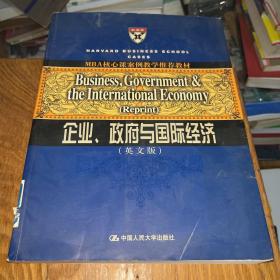 HARVARD BUSINESS SCHOOL
CASES
MBA核心课案例教学推荐教材
Business, Government &
the International Economy
(Reprint)
企业、政府与国际经济
(英文版)
中国人民大学出版社